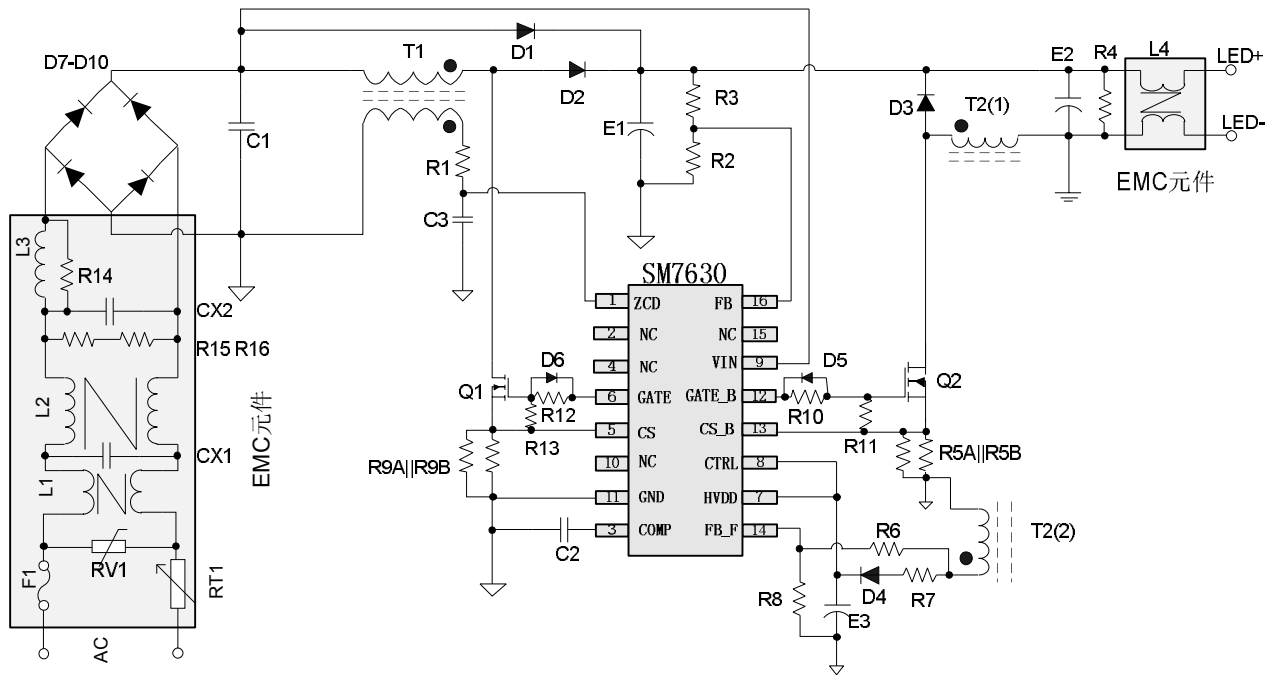 D7-D10
T1
D1
D2
C1
R1
C3
E1
R3
R2
D3
T2(1)
E2
R4
L4
LED+
LED-
EMC元件
L3
R14
CX2
R15 R16
L2
CX1
L1
RV1
F1
RT1
AC
EMC元件
SM7630
1 ZCD FB 16
2 NC NC 15
4 NC VIN 9
6 GATE GATE_B 12
5 CS CS_B 13
10 NC CTRL 8
11 GND HVDD 7
3 COMP FB_F 14
Q1
D6
R12
R13
R9A||R9B
C2
D5
R10
R11
Q2
R5A||R5B
T2(2)
R6
D4
R7
R8
E3